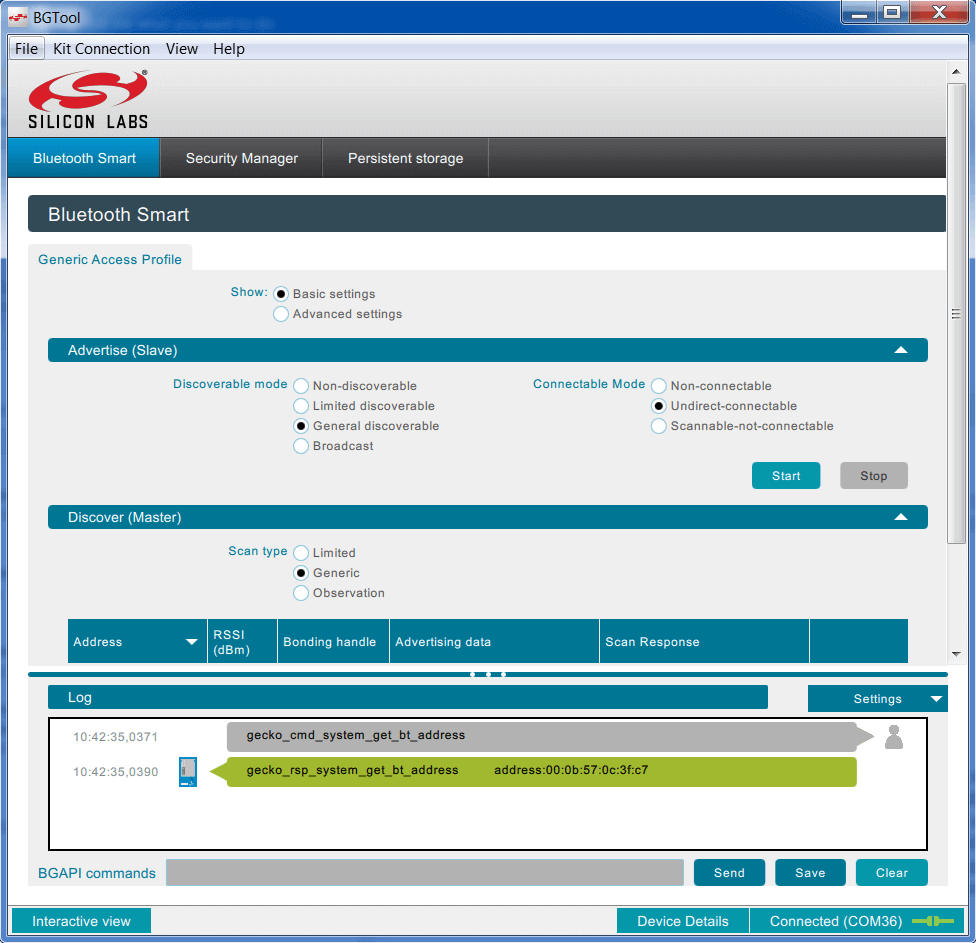 BGTool
File Kit Connection View Help
SILICON LABS
Bluetooth Smart Security Manager Persistent storage
Bluetooth Smart
Generic Access Profile
Show: Basic settings
Advanced settings
Advertise (Slave)
Discoverable mode Non-discoverable Connectable Mode Non-connectable
Limited discoverable Undirect-connectable
General discoverable Scannable-not-connectable
Broadcast
Start Stop
Discover (Master)
Scan type Limited
Generic
Observation
Address RSSI (dBm) Bonding handle Advertising data Scan Response
Log Settings
10:42:35,0371 gecko_cmd_system_get_bt_address
10:42:35,0390 gecko_rsp_system_get_bt_address address:00:0b:57:0c:3f:c7
BGAPI commands Send Save Clear
Interactive view Device Details Connected (COM36)